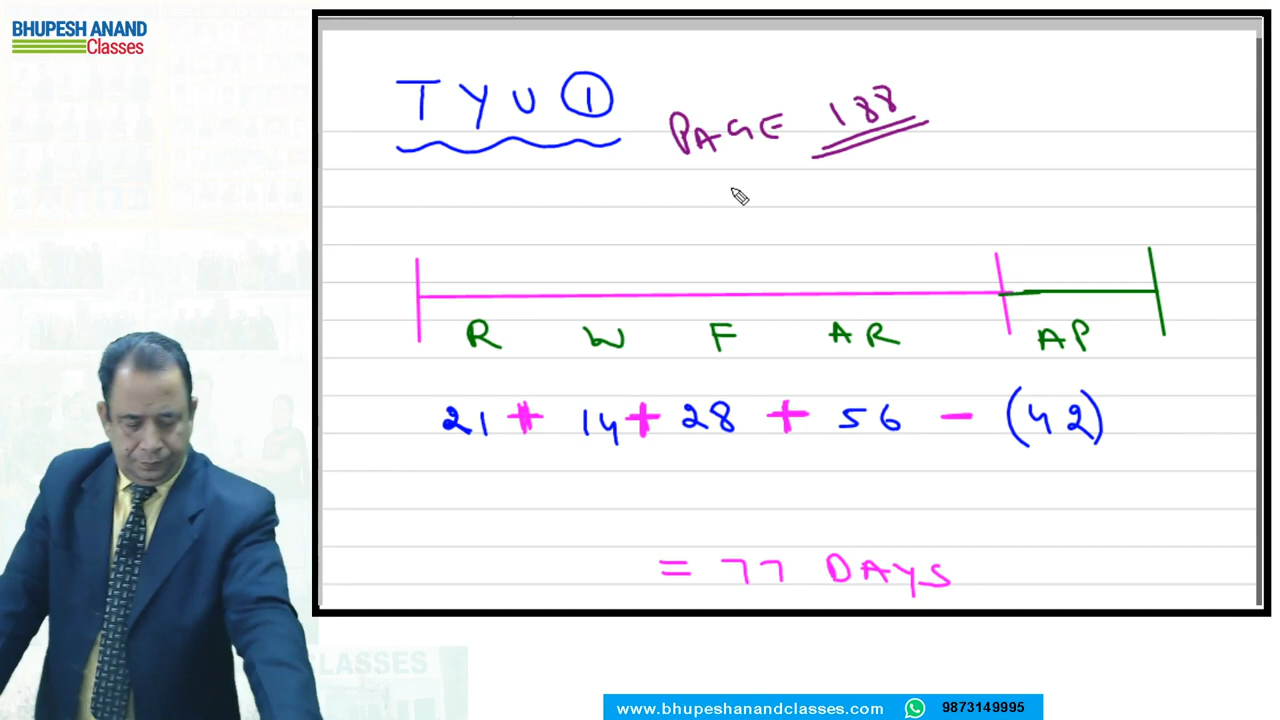 BHUPESH ANAND
Classes
TYU ①
PAGE 188
R W F AR AP
21 + 14 + 28 + 56 - (42)
= 77 DAYS
CLASSES
www.bhupeshanandclasses.com 9873149995